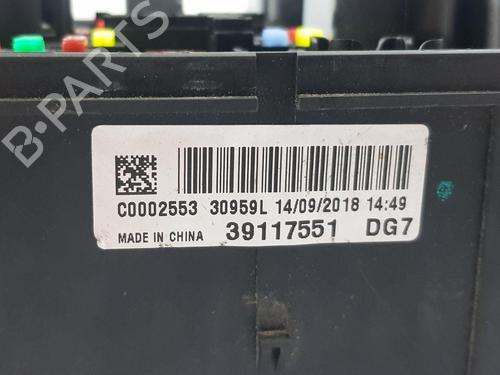 B-PARTS
C0002553 30959L 14/09/2018 14:49
MADE IN CHINA 39117551 DG7